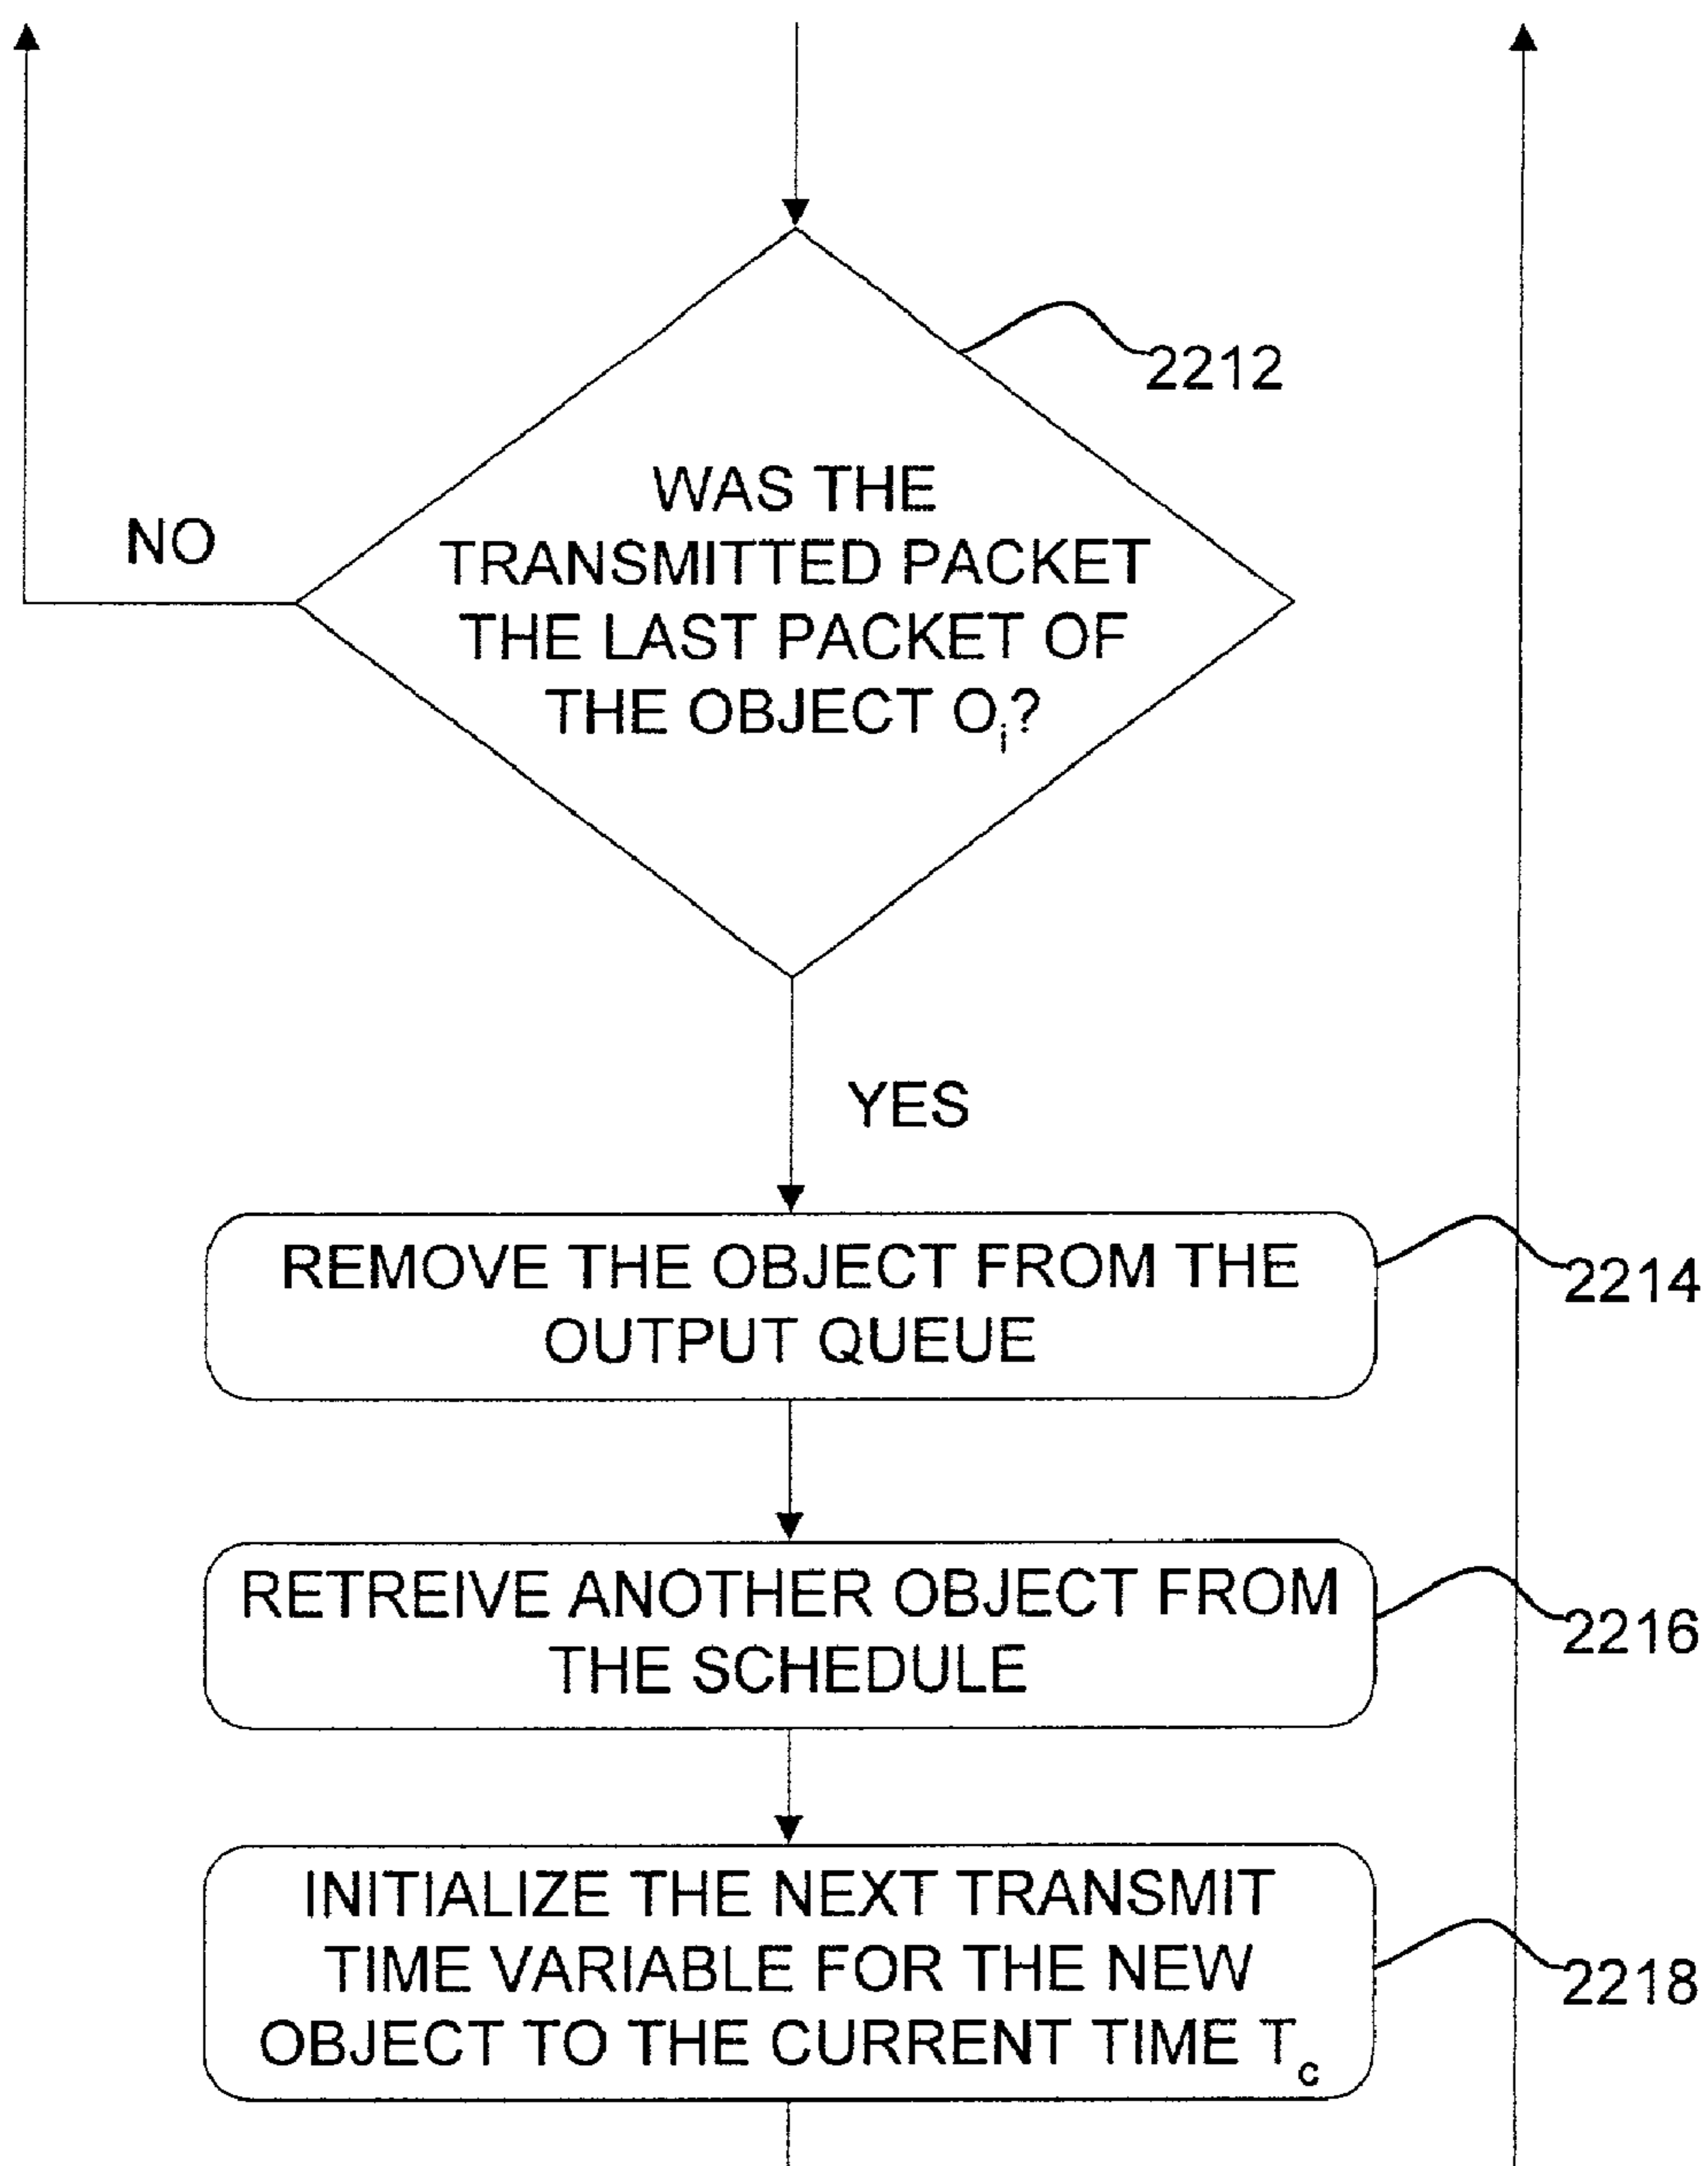 2212
WAS THE
TRANSMITTED PACKET
THE LAST PACKET OF
THE OBJECT Oi?
NO
YES
REMOVE THE OBJECT FROM THE
OUTPUT QUEUE
2214
RETREIVE ANOTHER OBJECT FROM
THE SCHEDULE
2216
INITIALIZE THE NEXT TRANSMIT
TIME VARIABLE FOR THE NEW
OBJECT TO THE CURRENT TIME Tc
2218